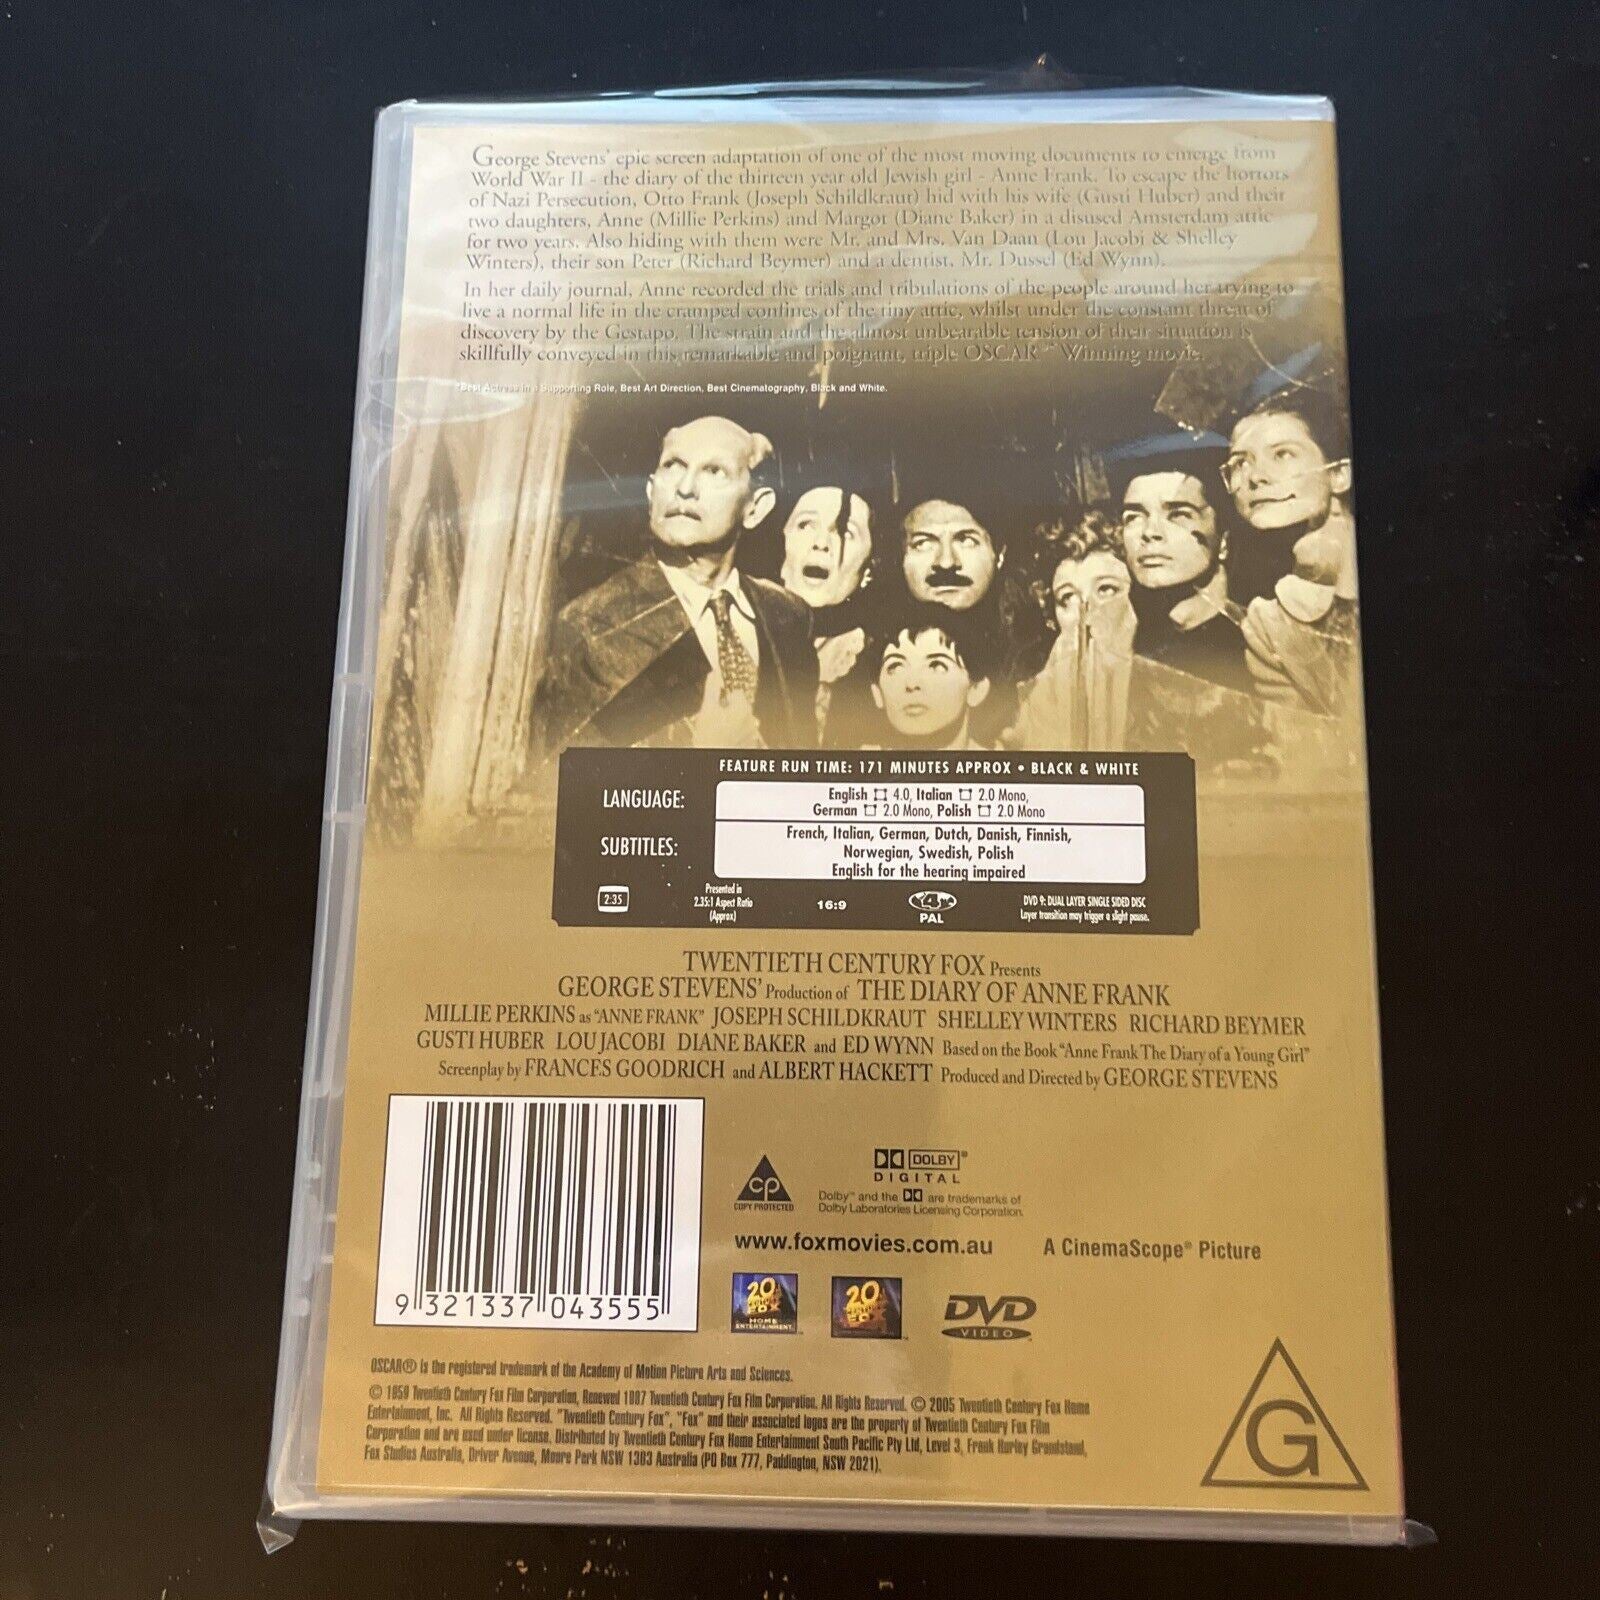 George Stevens' epic screen adaptation of one of the most moving documents to emerge from
World War II - the diary of the thirteen year old Jewish girl - Anne Frank. To escape the horrors
of Nazi Persecution, Otto Frank (Joseph Schildkraut) hid with his wife (Gusti Huber) and their
two daughters, Anne (Millie Perkins) and Margot (Diane Baker) in a disused Amsterdam attic
for two years. Also hiding with them were Mr. and Mrs. Van Daan (Lou Jacobi & Shelley
Winters), their son Peter (Richard Beymer) and a dentist, Mr. Dussel (Ed Wynn).
In her daily journal, Anne recorded the trials and tribulations of the people around her trying to
live a normal life in the cramped confines of the tiny attic, whilst under the constant threat of
discovery by the Gestapo. The strain and the almost unbearable tension of their situation is
skillfully conveyed in this remarkable and poignant, triple OSCAR™ Winning movie.
*Best Actress in a Supporting Role, Best Art Direction, Best Cinematography, Black and White.
FEATURE RUN TIME: 171 MINUTES APPROX • BLACK & WHITE
LANGUAGE:
English 4.0, Italian 2.0 Mono,
German 2.0 Mono, Polish 2.0 Mono
SUBTITLES:
French, Italian, German, Dutch, Danish, Finnish,
Norwegian, Swedish, Polish
English for the hearing impaired
2:35
Presented in
2.35:1 Aspect Ratio
(Approx)
16:9
4
PAL
DVD 9: DUAL LAYER SINGLE SIDED DISC
Layer transition may trigger a slight pause.
TWENTIETH CENTURY FOX Presents
GEORGE STEVENS' Production of THE DIARY OF ANNE FRANK
MILLIE PERKINS as "ANNE FRANK" JOSEPH SCHILDKRAUT SHELLEY WINTERS RICHARD BEYMER
GUSTI HUBER LOU JACOBI DIANE BAKER and ED WYNN Based on the Book "Anne Frank The Diary of a Young Girl"
Screenplay by FRANCES GOODRICH and ALBERT HACKETT Produced and Directed by GEORGE STEVENS
9 321337 043555
CP
COPY PROTECTED
DOLBY®
DIGITAL
Dolby™ and the are trademarks of
Dolby Laboratories Licensing Corporation.
www.foxmovies.com.au
A CinemaScope® Picture
20
CENTURY
FOX
HOME
ENTERTAINMENT
20
CENTURY
FOX
DVD
VIDEO
OSCAR® is the registered trademark of the Academy of Motion Picture Arts and Sciences.
© 1959 Twentieth Century Fox Film Corporation, Renewed 1987 Twentieth Century Fox Film Corporation. All Rights Reserved. © 2005 Twentieth Century Fox Home
Entertainment, Inc. All Rights Reserved. "Twentieth Century Fox", "Fox" and their associated logos are the property of Twentieth Century Fox Film
Corporation and are used under license. Distributed by Twentieth Century Fox Home Entertainment South Pacific Pty Ltd, Level 3, Frank Hurley Grandstand,
Fox Studios Australia, Driver Avenue, Moore Park NSW 1363 Australia (PO Box 777, Paddington, NSW 2021).
G